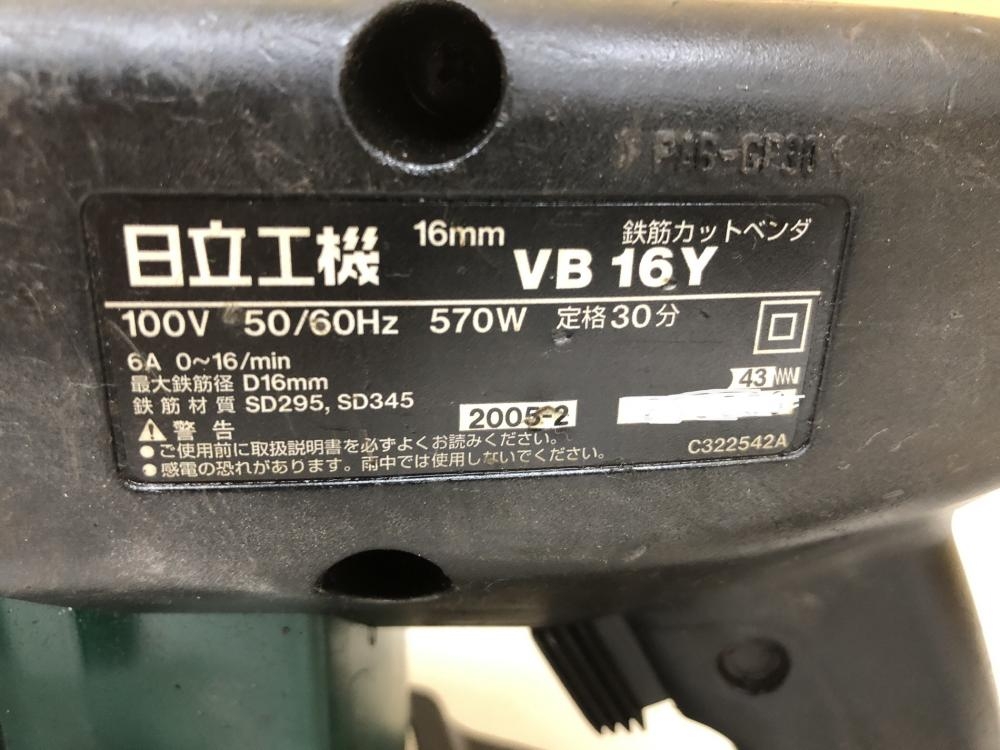 日立工機 16mm 鉄筋カットベンダ
VB 16Y
100V 50/60Hz 570W 定格30分
6A 0~16/min
最大鉄筋径 D16mm
鉄筋材質 SD295, SD345
43
2005-2
警告
●ご使用前に取扱説明書を必ずよくお読みください。
●感電の恐れがあります。雨中では使用しないでください。
C322542A